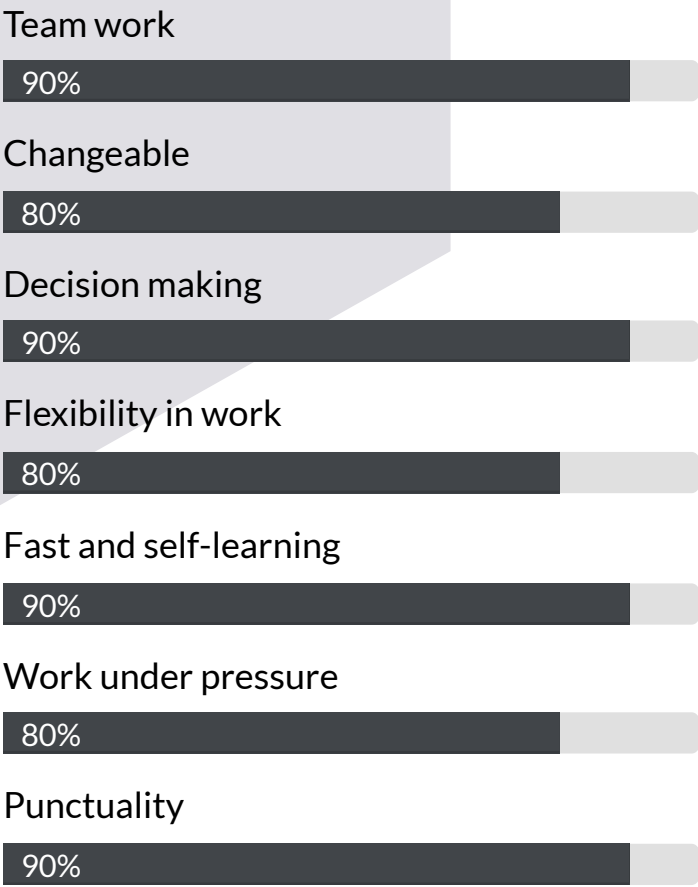 Team work
90%
Changeable
80%
Decision making
90%
Flexibility in work
80%
Fast and self-learning
90%
Work under pressure
80%
Punctuality
90%